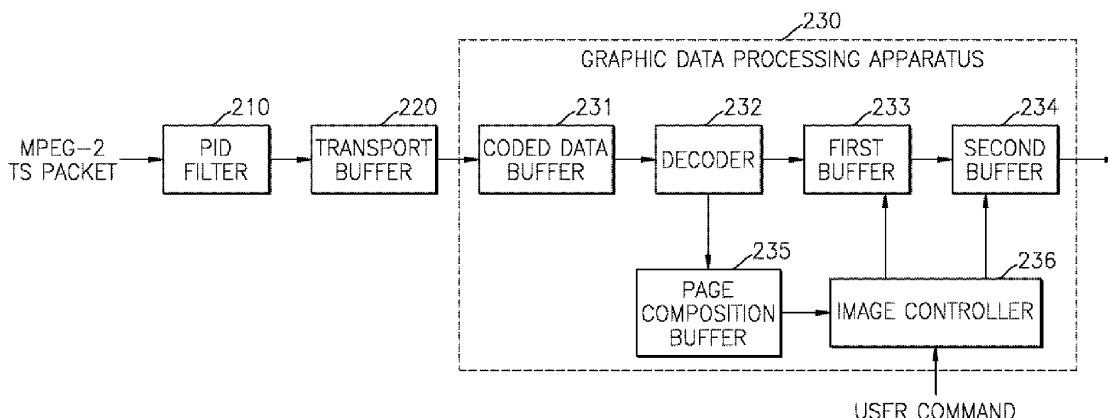 230
GRAPHIC DATA PROCESSING APPARATUS
210
220
231
232
233
234
MPEG-2
TS PACKET
PID
FILTER
TRANSPORT
BUFFER
CODED DATA
BUFFER
DECODER
FIRST
BUFFER
SECOND
BUFFER
235
236
PAGE
COMPOSITION
BUFFER
IMAGE CONTROLLER
USER COMMAND